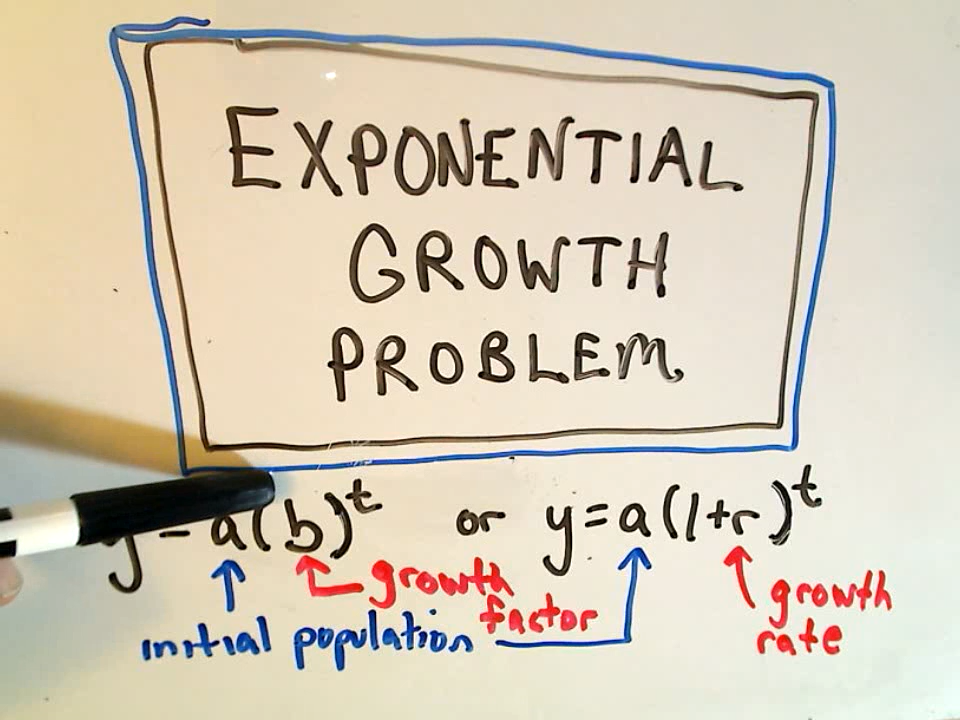 EXPONENTIAL
GROWTH
PROBLEM
y = a(b)^t or y = a(1+r)^t
growth
factor
initial population
growth
rate